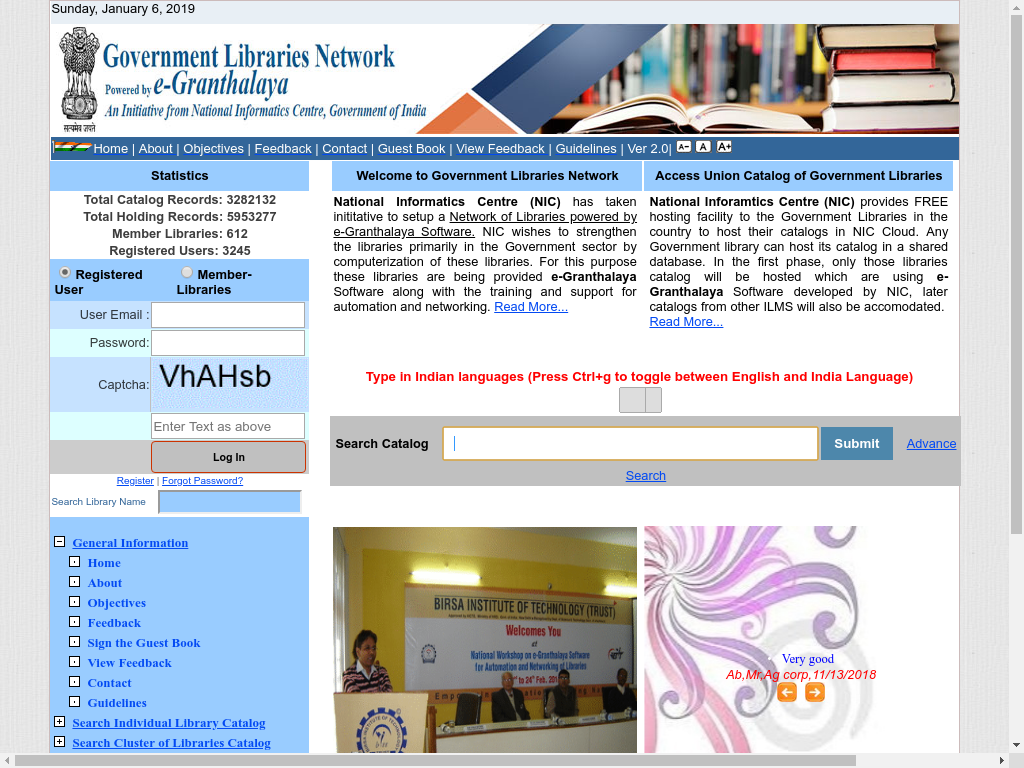 Sunday, January 6, 2019
Government Libraries Network
Powered by e-Granthalaya
An Initiative from National Informatics Centre, Government of India
सत्यमेव जयते
Home | About | Objectives | Feedback | Contact | Guest Book | View Feedback | Guidelines | Ver 2.0| A- A A+
Statistics
Total Catalog Records: 3282132
Total Holding Records: 5953277
Member Libraries: 612
Registered Users: 3245
Registered User
Member-Libraries
User Email :
Password:
Captcha:
VhAHsb
Enter Text as above
Log In
Register | Forgot Password?
Search Library Name
General Information
Home
About
Objectives
Feedback
Sign the Guest Book
View Feedback
Contact
Guidelines
Search Individual Library Catalog
Search Cluster of Libraries Catalog
Welcome to Government Libraries Network
National Informatics Centre (NIC) has taken
inititative to setup a Network of Libraries powered by
e-Granthalaya Software. NIC wishes to strengthen
the libraries primarily in the Government sector by
computerization of these libraries. For this purpose
these libraries are being provided e-Granthalaya
Software along with the training and support for
automation and networking. Read More...
Access Union Catalog of Government Libraries
National Inforamtics Centre (NIC) provides FREE
hosting facility to the Government Libraries in the
country to host their catalogs in NIC Cloud. Any
Government library can host its catalog in a shared
database. In the first phase, only those libraries
catalog will be hosted which are using e-
Granthalaya Software developed by NIC, later
catalogs from other ILMS will also be accomodated.
Read More...
Type in Indian languages (Press Ctrl+g to toggle between English and India Language)
Search Catalog
Submit
Advance
Search
BIRSA INSTITUTE OF TECHNOLOGY (TRUST)
Welcomes You
at
National Workshop on e-Granthalaya Software
for Automation and Networking of Libraries
to 24th Feb.
Very good
Ab,Mr,Ag corp,11/13/2018